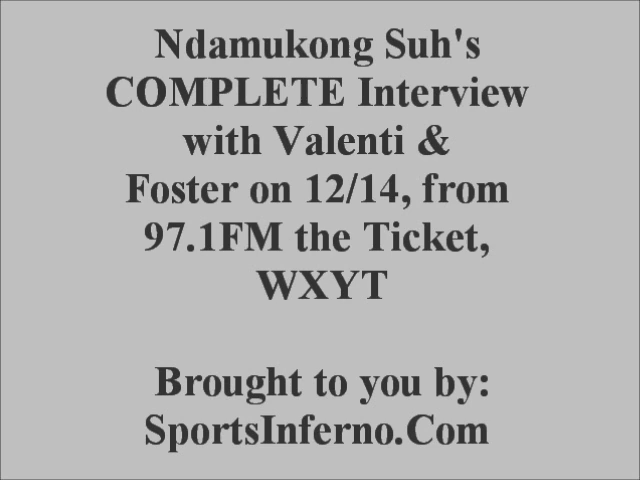 Ndamukong Suh's
COMPLETE Interview
with Valenti &
Foster on 12/14, from
97.1FM the Ticket,
WXYT
Brought to you by:
SportsInferno.Com